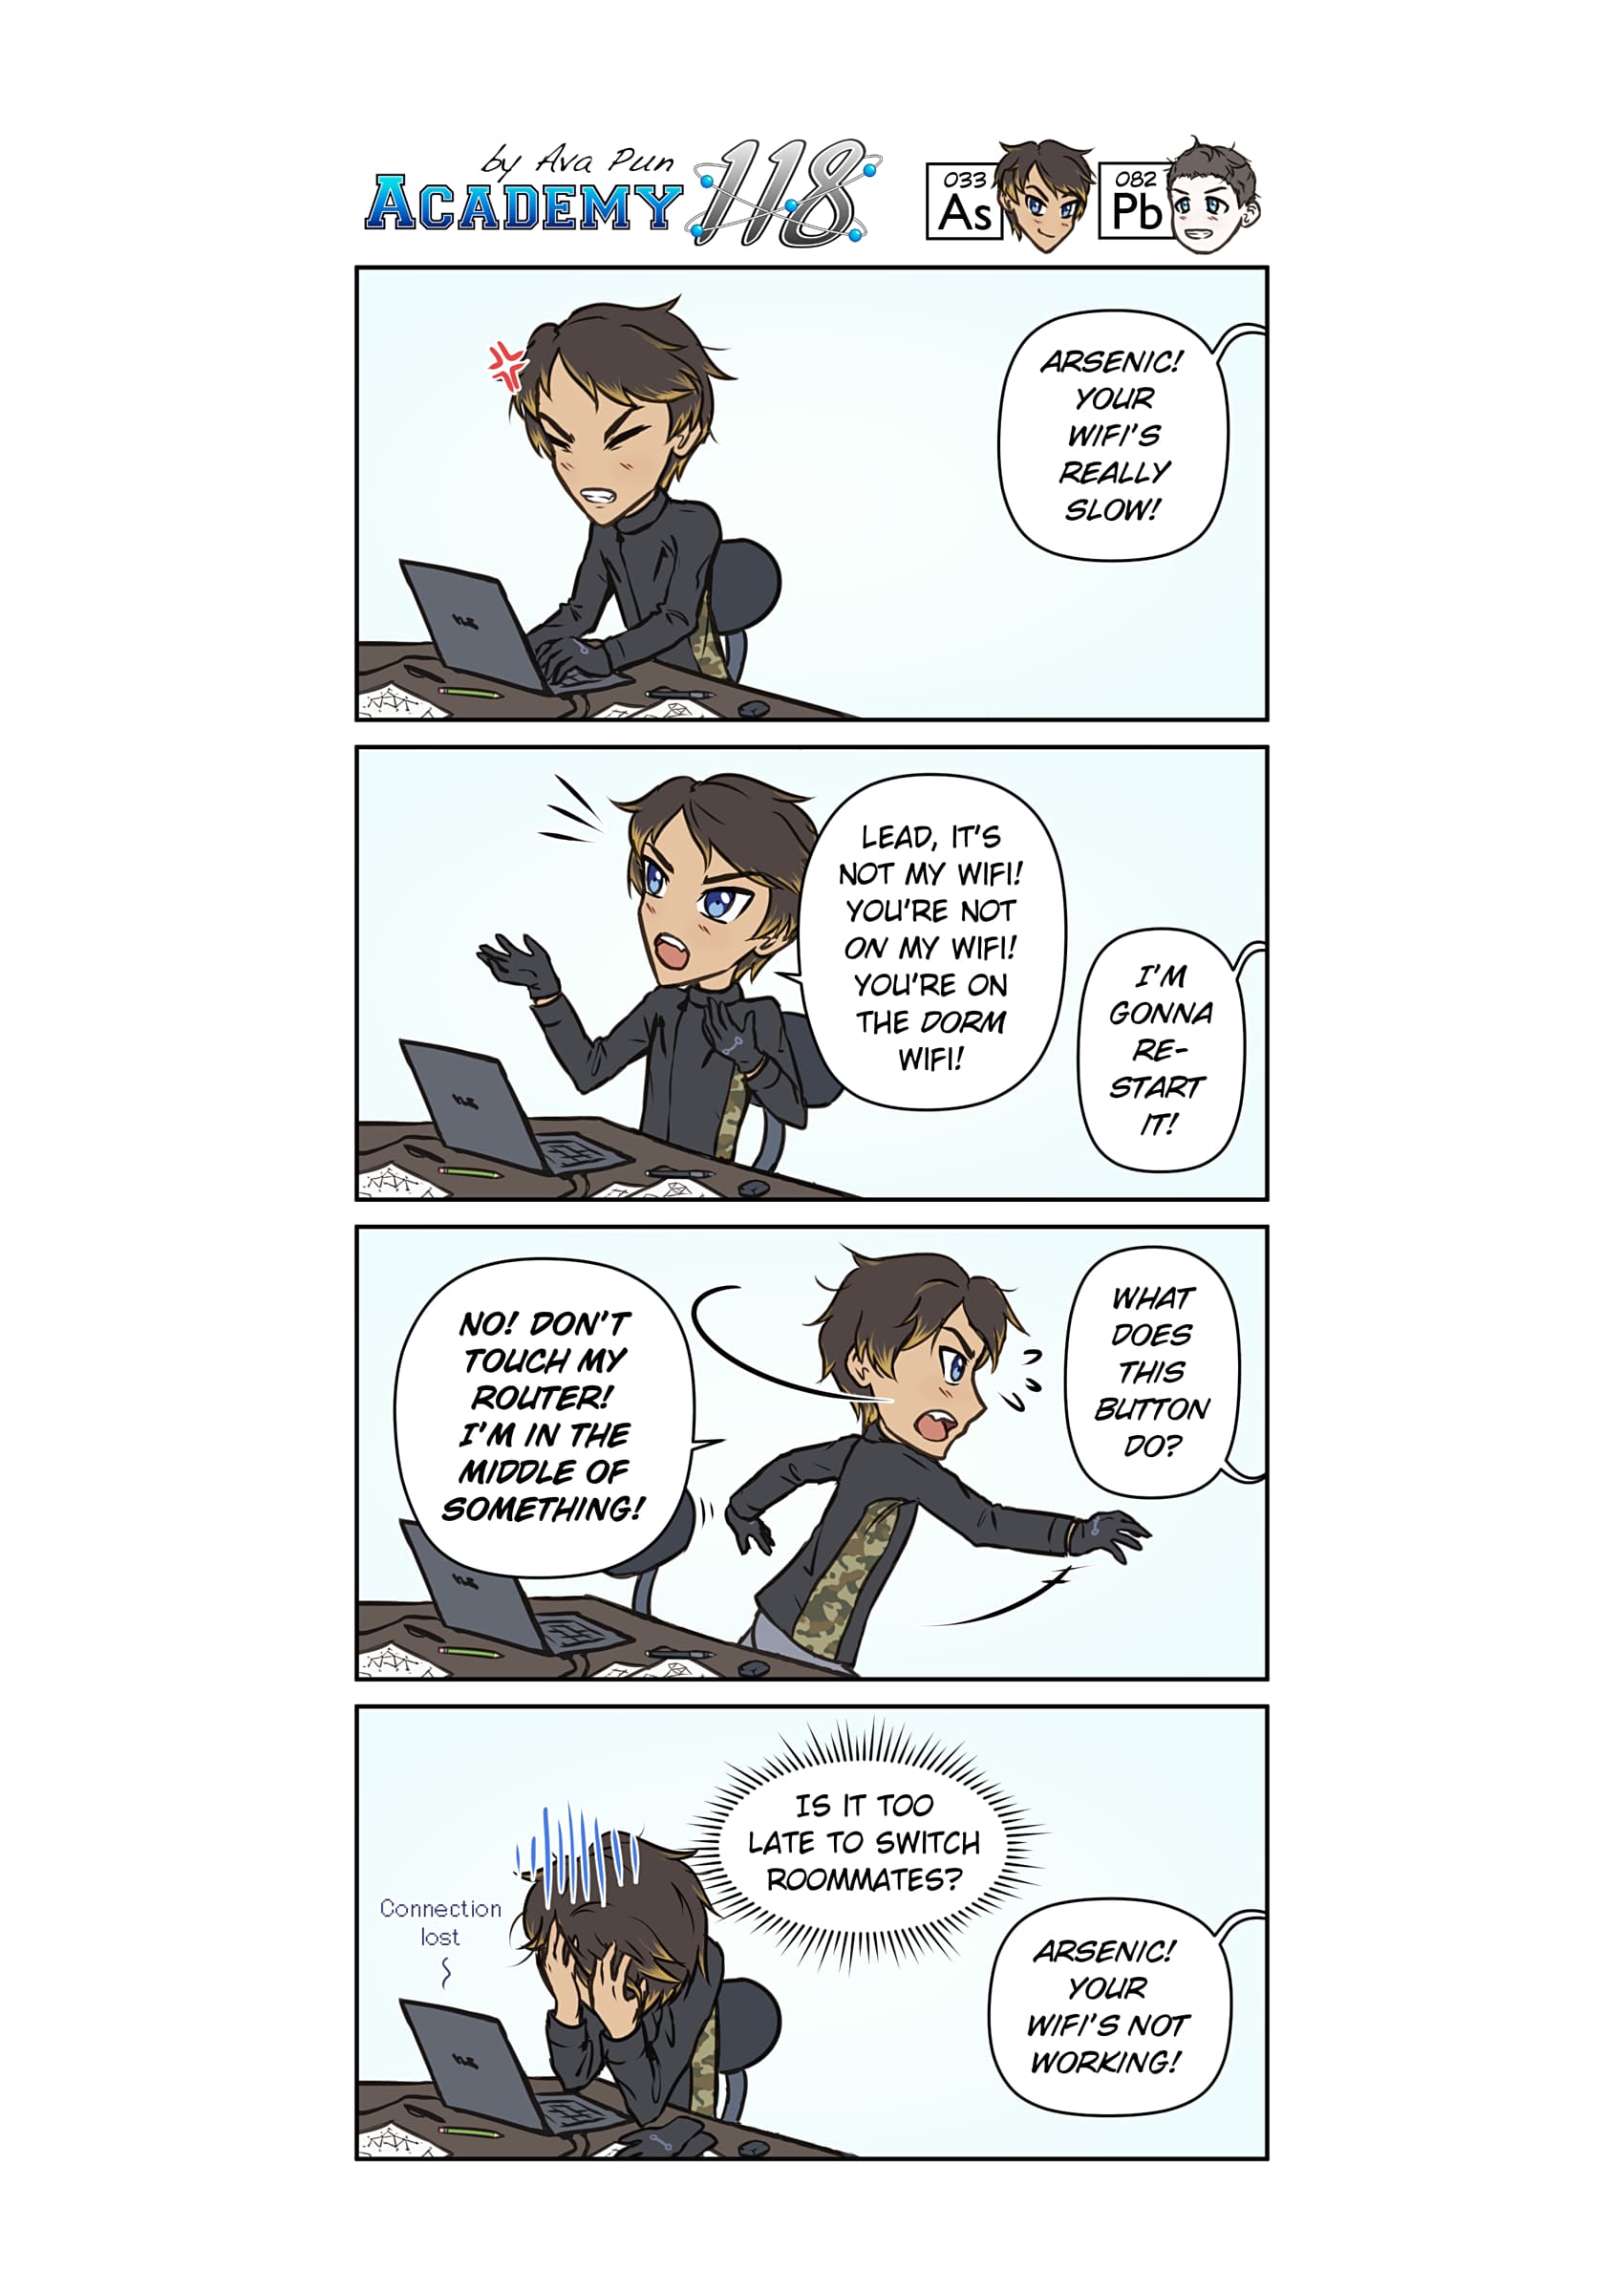 by Ava Pun
ACADEMY 118
033
As
082
Pb
ARSENIC!
YOUR
WIFI'S
REALLY
SLOW!
LEAD, IT'S
NOT MY WIFI!
YOU'RE NOT
ON MY WIFI!
YOU'RE ON
THE DORM
WIFI!
I'M
GONNA
RE-
START
IT!
NO! DON'T
TOUCH MY
ROUTER!
I'M IN THE
MIDDLE OF
SOMETHING!
WHAT
DOES
THIS
BUTTON
DO?
IS IT TOO
LATE TO SWITCH
ROOMMATES?
Connection
lost
ARSENIC!
YOUR
WIFI'S NOT
WORKING!